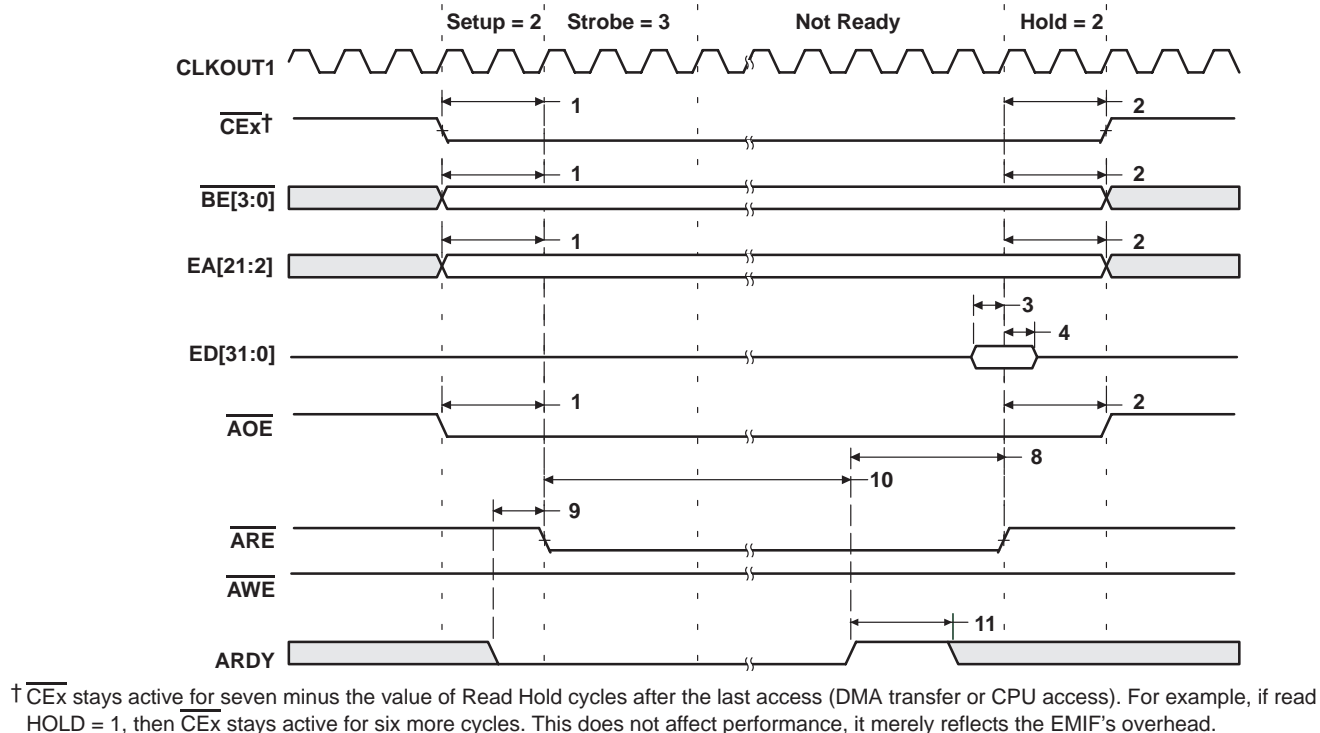 Setup = 2 Strobe = 3 Not Ready Hold = 2
CLKOUT1
1 2
CEx†
1 2
BE[3:0]
1 2
EA[21:2]
3
4
ED[31:0]
1 2
AOE
8
10
9
ARE
AWE
11
ARDY
† CEx stays active for seven minus the value of Read Hold cycles after the last access (DMA transfer or CPU access). For example, if read
HOLD = 1, then CEx stays active for six more cycles. This does not affect performance, it merely reflects the EMIF's overhead.